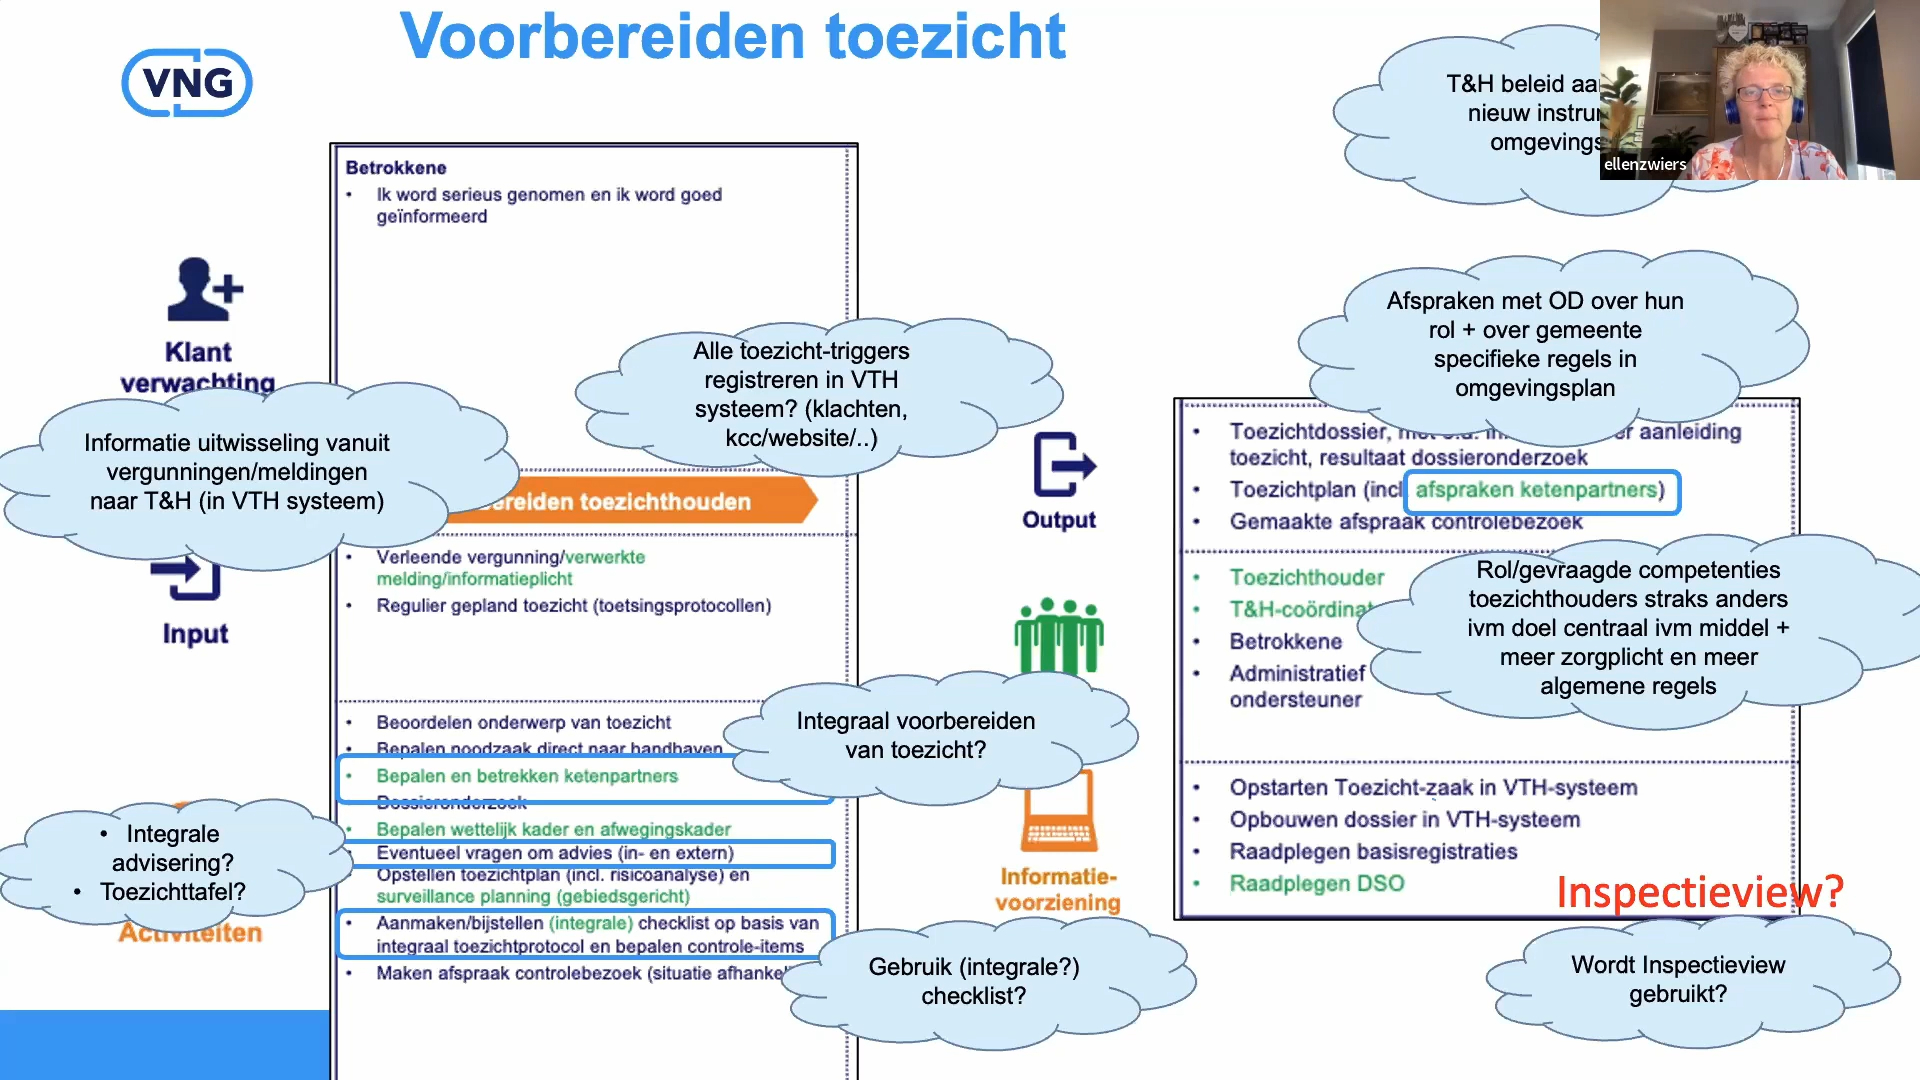 Voorbereiden toezicht
VNG
T&H beleid
nieuw
ellenzwiers
Betrokkene
• Ik word serieus genomen en ik word goed
geïnformeerd
Klant
verwachting
Afspraken met OD over hun
rol + over gemeente
specifieke regels in
omgevingsplan
Alle toezicht-triggers
registreren in VTH
systeem? (klachten,
kcc/website/..)
Informatie uitwisseling vanuit
vergunningen/meldingen
naar T&H (in VTH systeem)
toezichthouden
Input
• Verleende vergunning/verwerkte
melding/informatieplicht
• Regulier gepland toezicht (toetsingsprotocollen)
Integraal voorbereiden
van toezicht?
• Beoordelen onderwerp van toezicht
Bepalen noodzaak direct naar handhaven
• Bepalen en betrekken ketenpartners
Dossieronderzoek
• Bepalen wettelijk kader en afwegingskader
Eventueel vragen om advies (in- en extern)
Opstellen toezichtplan (incl. risicoanalyse) en
surveillance planning (gebiedsgericht)
• Aanmaken/bijstellen (integrale) checklist op basis van
integraal toezichtprotocol en bepalen controle-items
• Maken afspraak controlebezoek (situatie
• Integrale
advisering?
• Toezichttafel?
Activiteiten
Gebruik (integrale?)
checklist?
Output
• Toezichtdossier, aanleiding
toezicht, resultaat dossieronderzoek
• Toezichtplan (incl afspraken ketenpartners)
• Gemaakte afspraak controlebezoek
• Toezichthouder
• T&H-
• Betrokkene
• Administratief
ondersteuner
Rol/gevraagde competenties
toezichthouders straks anders
ivm doel centraal ivm middel +
meer zorgplicht en meer
algemene regels
Informatie-
voorziening
• Opstarten Toezicht-zaak in VTH-systeem
• Opbouwen dossier in VTH-systeem
• Raadplegen basisregistraties
• Raadplegen DSO
Inspectieview?
Wordt Inspectieview
gebruikt?